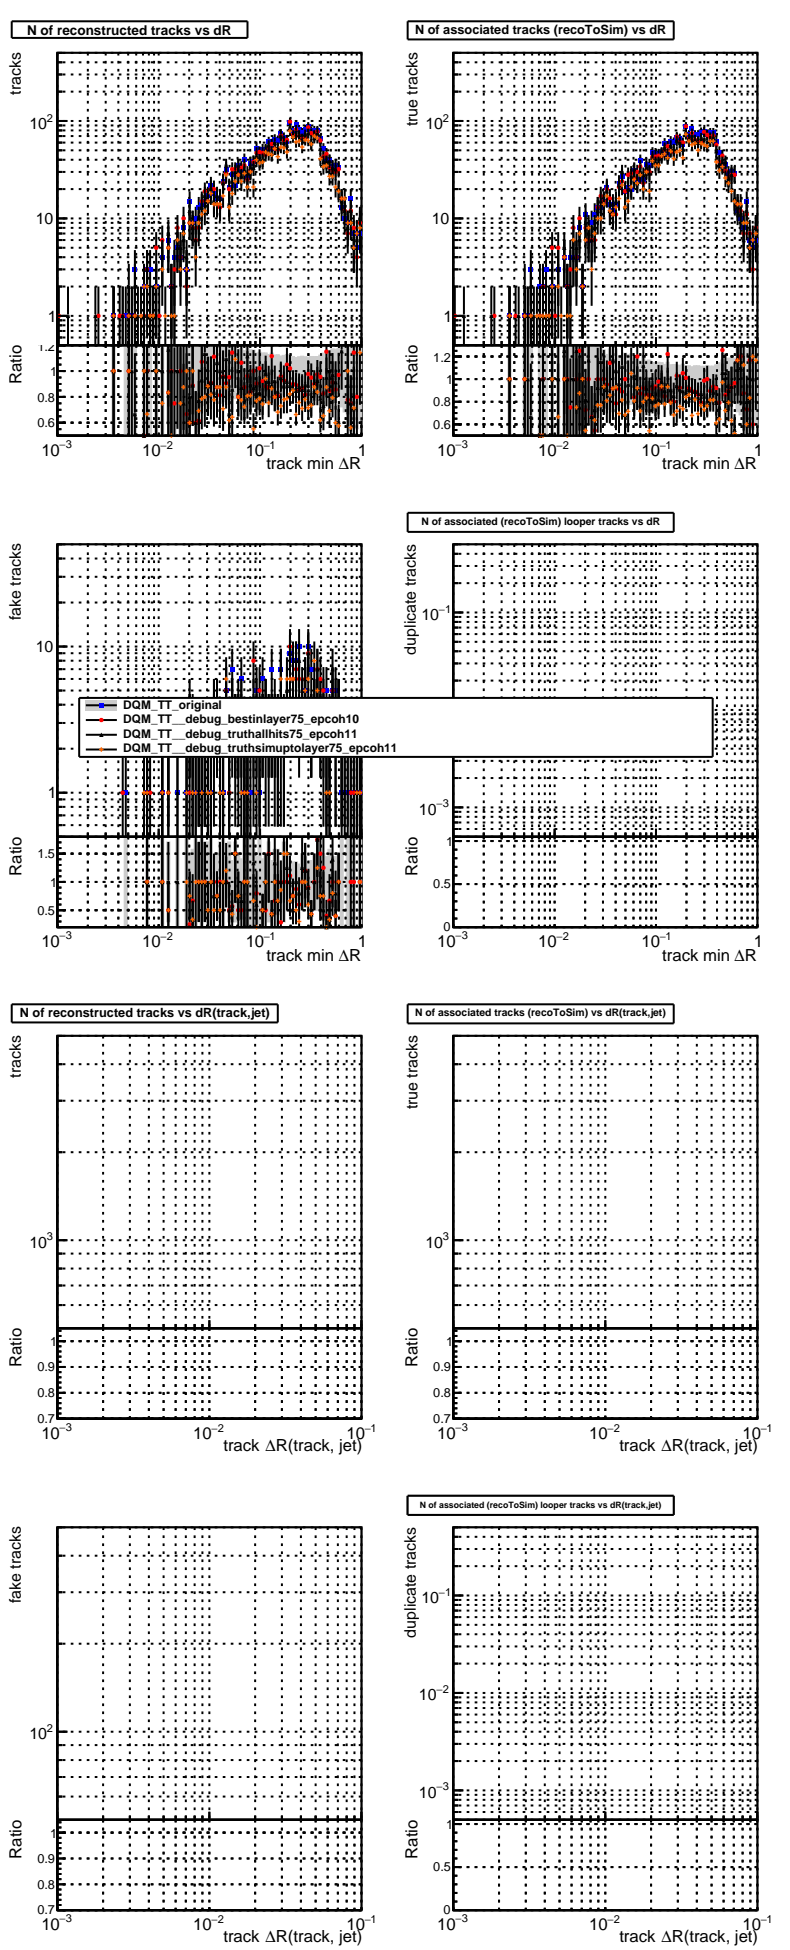 N of reconstructed tracks vs dR
N of associated tracks (recoToSim) vs dR
tracks
10²
10
1
Ratio
1.2
1
0.8
0.6
10⁻³ 10⁻² 10⁻¹ 1
track min ΔR
true tracks
10²
10
1
Ratio
1.2
1
0.8
0.6
10⁻³ 10⁻² 10⁻¹ 1
track min ΔR
N of associated (recoToSim) looper tracks vs dR
fake tracks
10
1
Ratio
1.5
1
0.5
10⁻³ 10⁻² 10⁻¹ 1
track min ΔR
duplicate tracks
10⁻¹
10⁻³
Ratio
1
0.5
0
10⁻³ 10⁻² 10⁻¹ 1
track min ΔR
DQM_TT_original
DQM_TT__debug_bestinlayer75_epcoh10
DQM_TT__debug_truthallhits75_epcoh11
DQM_TT__debug_truthsimuptolayer75_epcoh11
N of reconstructed tracks vs dR(track,jet)
N of associated tracks (recoToSim) vs dR(track,jet)
tracks
10³
Ratio
1
0.9
0.8
0.7
10⁻³ 10⁻² 10⁻¹
track ΔR(track, jet)
true tracks
10³
Ratio
1
0.9
0.8
0.7
10⁻³ 10⁻² 10⁻¹
track ΔR(track, jet)
N of associated (recoToSim) looper tracks vs dR(track,jet)
fake tracks
10²
Ratio
1
0.9
0.8
0.7
10⁻³ 10⁻² 10⁻¹
track ΔR(track, jet)
duplicate tracks
10⁻¹
10⁻²
10⁻³
Ratio
1
0.5
0
10⁻³ 10⁻² 10⁻¹
track ΔR(track, jet)